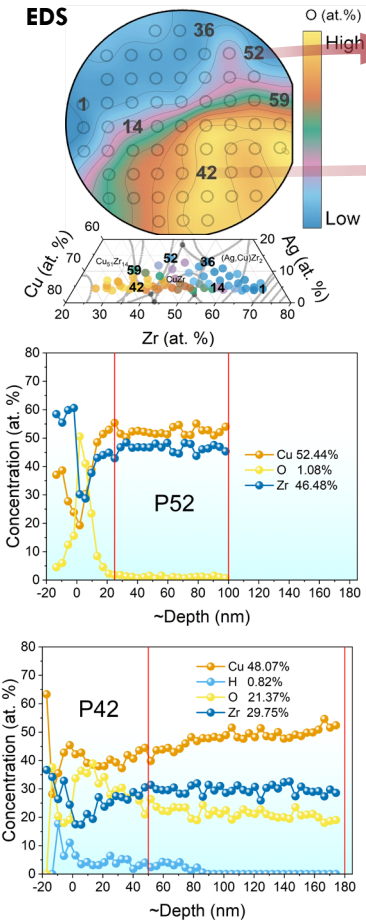 EDS
O (at.%)
High
Low
36
52
1
59
14
42
60
70
80
20
10
0
Cu (at. %)
Ag (at. %)
Cu51Zr14
52
36
(Ag,Cu)Zr2
59
CuZr
42
14
1
20 30 40 50 60 70 80
Zr (at. %)
80
70
60
50
40
30
20
10
0
Concentration (at. %)
Cu 52.44%
O 1.08%
Zr 46.48%
P52
-20 0 20 40 60 80 100 120 140 160 180
~Depth (nm)
80
70
60
50
40
30
20
10
0
Concentration (at. %)
P42
Cu 48.07%
H 0.82%
O 21.37%
Zr 29.75%
-20 0 20 40 60 80 100 120 140 160 180
~Depth (nm)